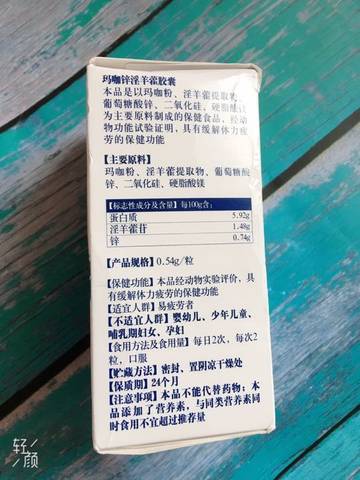 玛咖锌淫羊藿胶囊
本品是以玛咖粉、淫羊藿提取物、
葡萄糖酸锌、二氧化硅、硬脂酸镁
为主要原料制成的保健食品，经动
物功能试验证明，具有缓解体力疲
劳的保健功能
【主要原料】
玛咖粉、淫羊藿提取物、葡萄糖酸
锌、二氧化硅、硬脂酸镁
【标志性成分及含量】每100g含：
蛋白质 5.92g
淫羊藿苷 1.48g
锌 0.74g
【产品规格】0.54g/粒
【保健功能】本品经动物实验评价，具
有缓解体力疲劳的保健功能
【适宜人群】易疲劳者
【不适宜人群】婴幼儿、少年儿童、
哺乳期妇女、孕妇
【食用方法及食用量】每日2次，每次2
粒，口服
【贮藏方法】密封、置阴凉干燥处
【保质期】24个月
【注意事项】本品不能代替药物；本
品添加了营养素，与同类营养素同
时食用不宜超过推荐量
轻颜